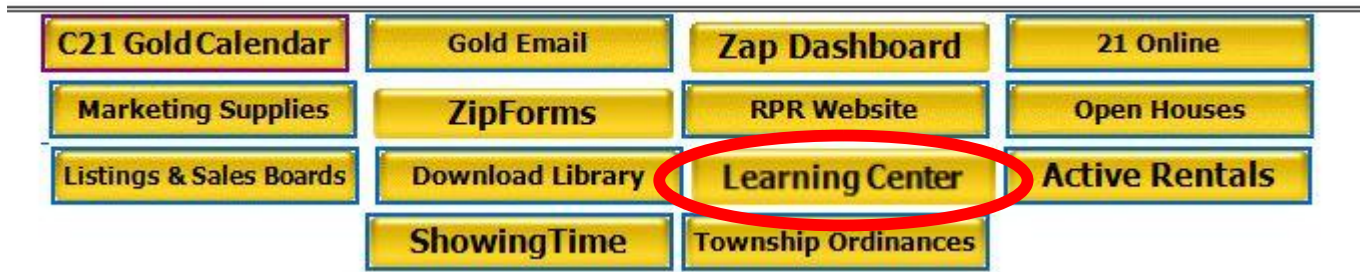 C21 Gold Calendar
Gold Email
Zap Dashboard
21 Online
Marketing Supplies
ZipForms
RPR Website
Open Houses
Listings & Sales Boards
Download Library
Learning Center
Active Rentals
ShowingTime
Township Ordinances